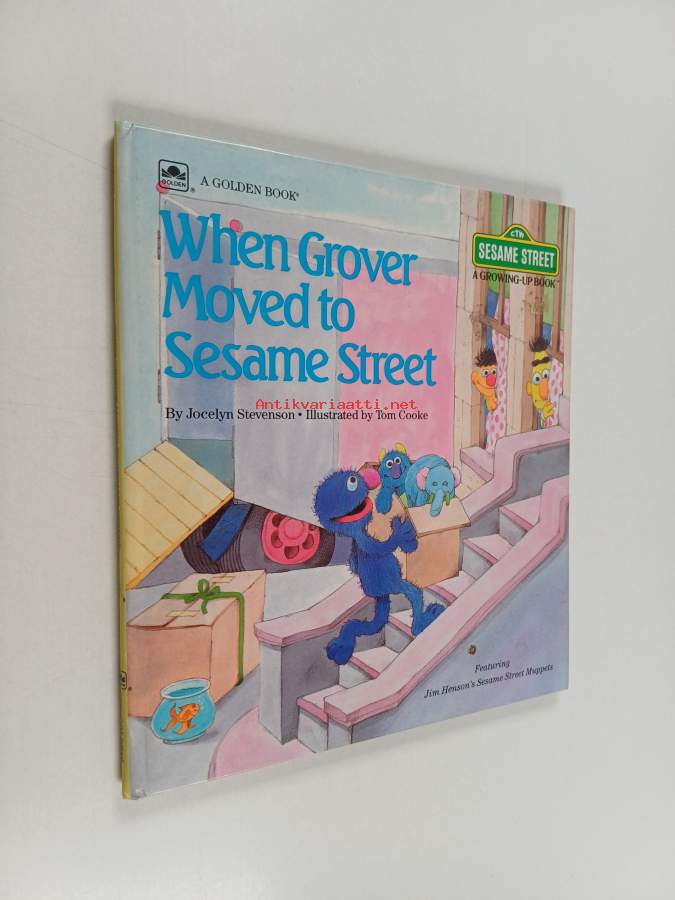 GOLDEN
A GOLDEN BOOK®
When Grover
Moved to
Sesame Street
By Jocelyn Stevenson • Illustrated by Tom Cooke
CTW
SESAME STREET
A GROWING-UP BOOK™
Antikvariaatti.net
Featuring
Jim Henson's Sesame Street Muppets